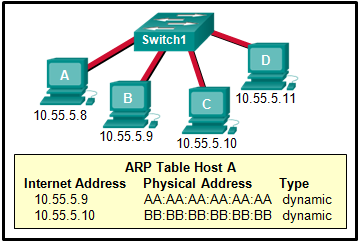 Switch1
A
B
C
D
10.55.5.8
10.55.5.9
10.55.5.10
10.55.5.11
ARP Table Host A
Internet Address Physical Address Type
10.55.5.9 AA:AA:AA:AA:AA:AA dynamic
10.55.5.10 BB:BB:BB:BB:BB:BB dynamic